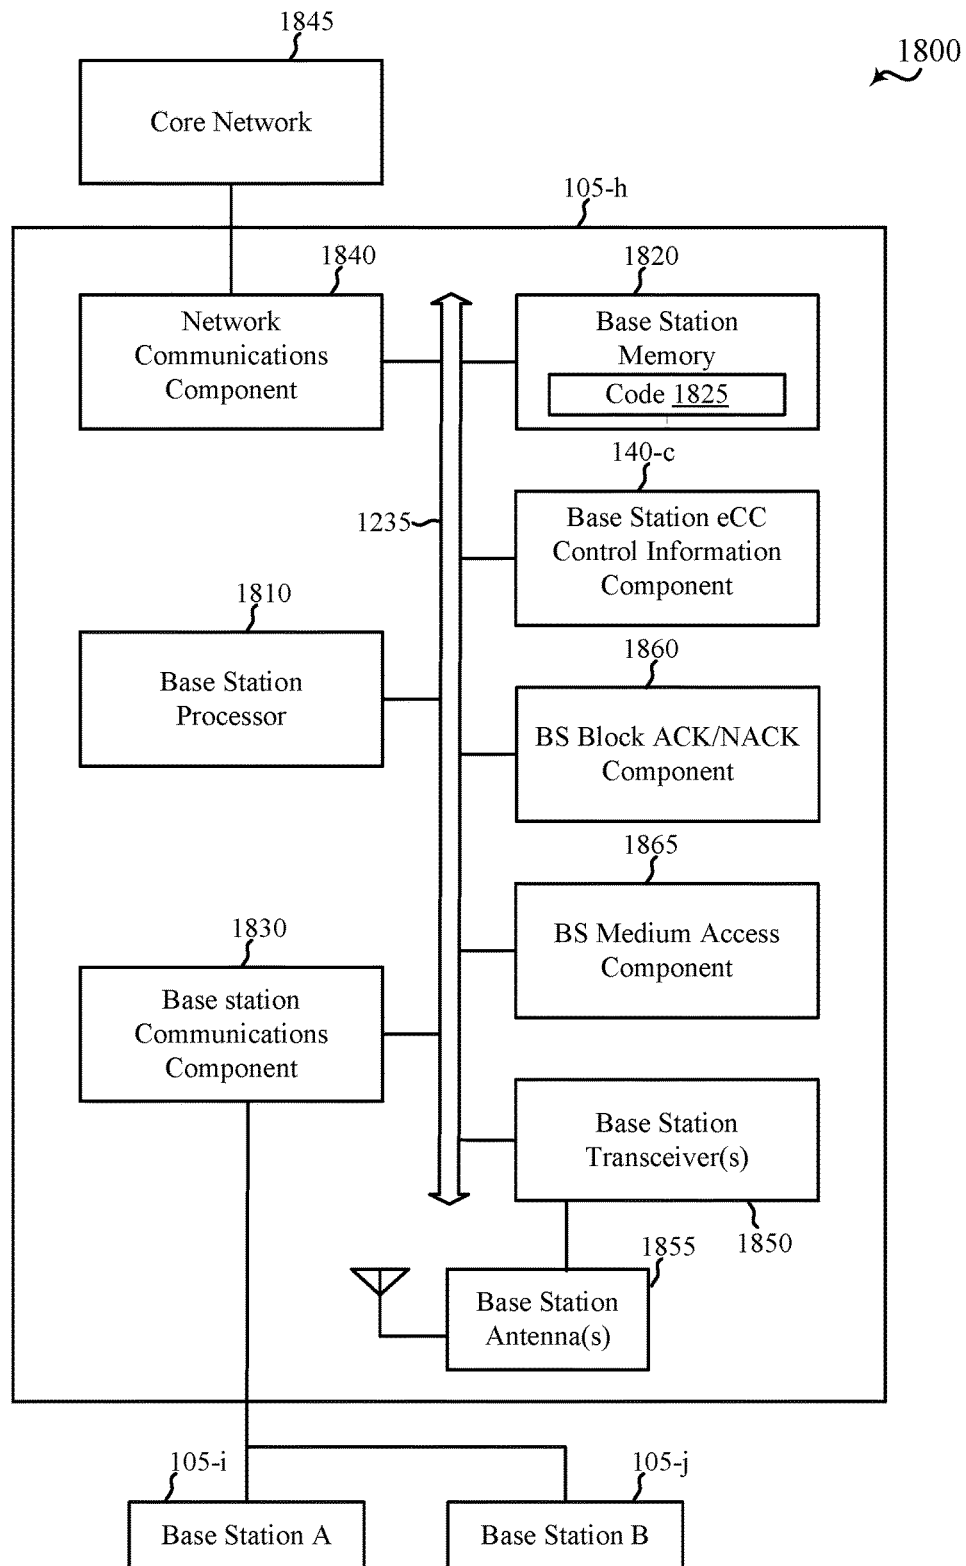 1845
1800
Core Network
105-h
1840
1820
Network
Communications
Component
Base Station
Memory
Code 1825
140-c
1235
Base Station eCC
Control Information
Component
1810
Base Station
Processor
1860
BS Block ACK/NACK
Component
1865
BS Medium Access
Component
1830
Base station
Communications
Component
Base Station
Transceiver(s)
1850
1855
Base Station
Antenna(s)
105-i
105-j
Base Station A
Base Station B